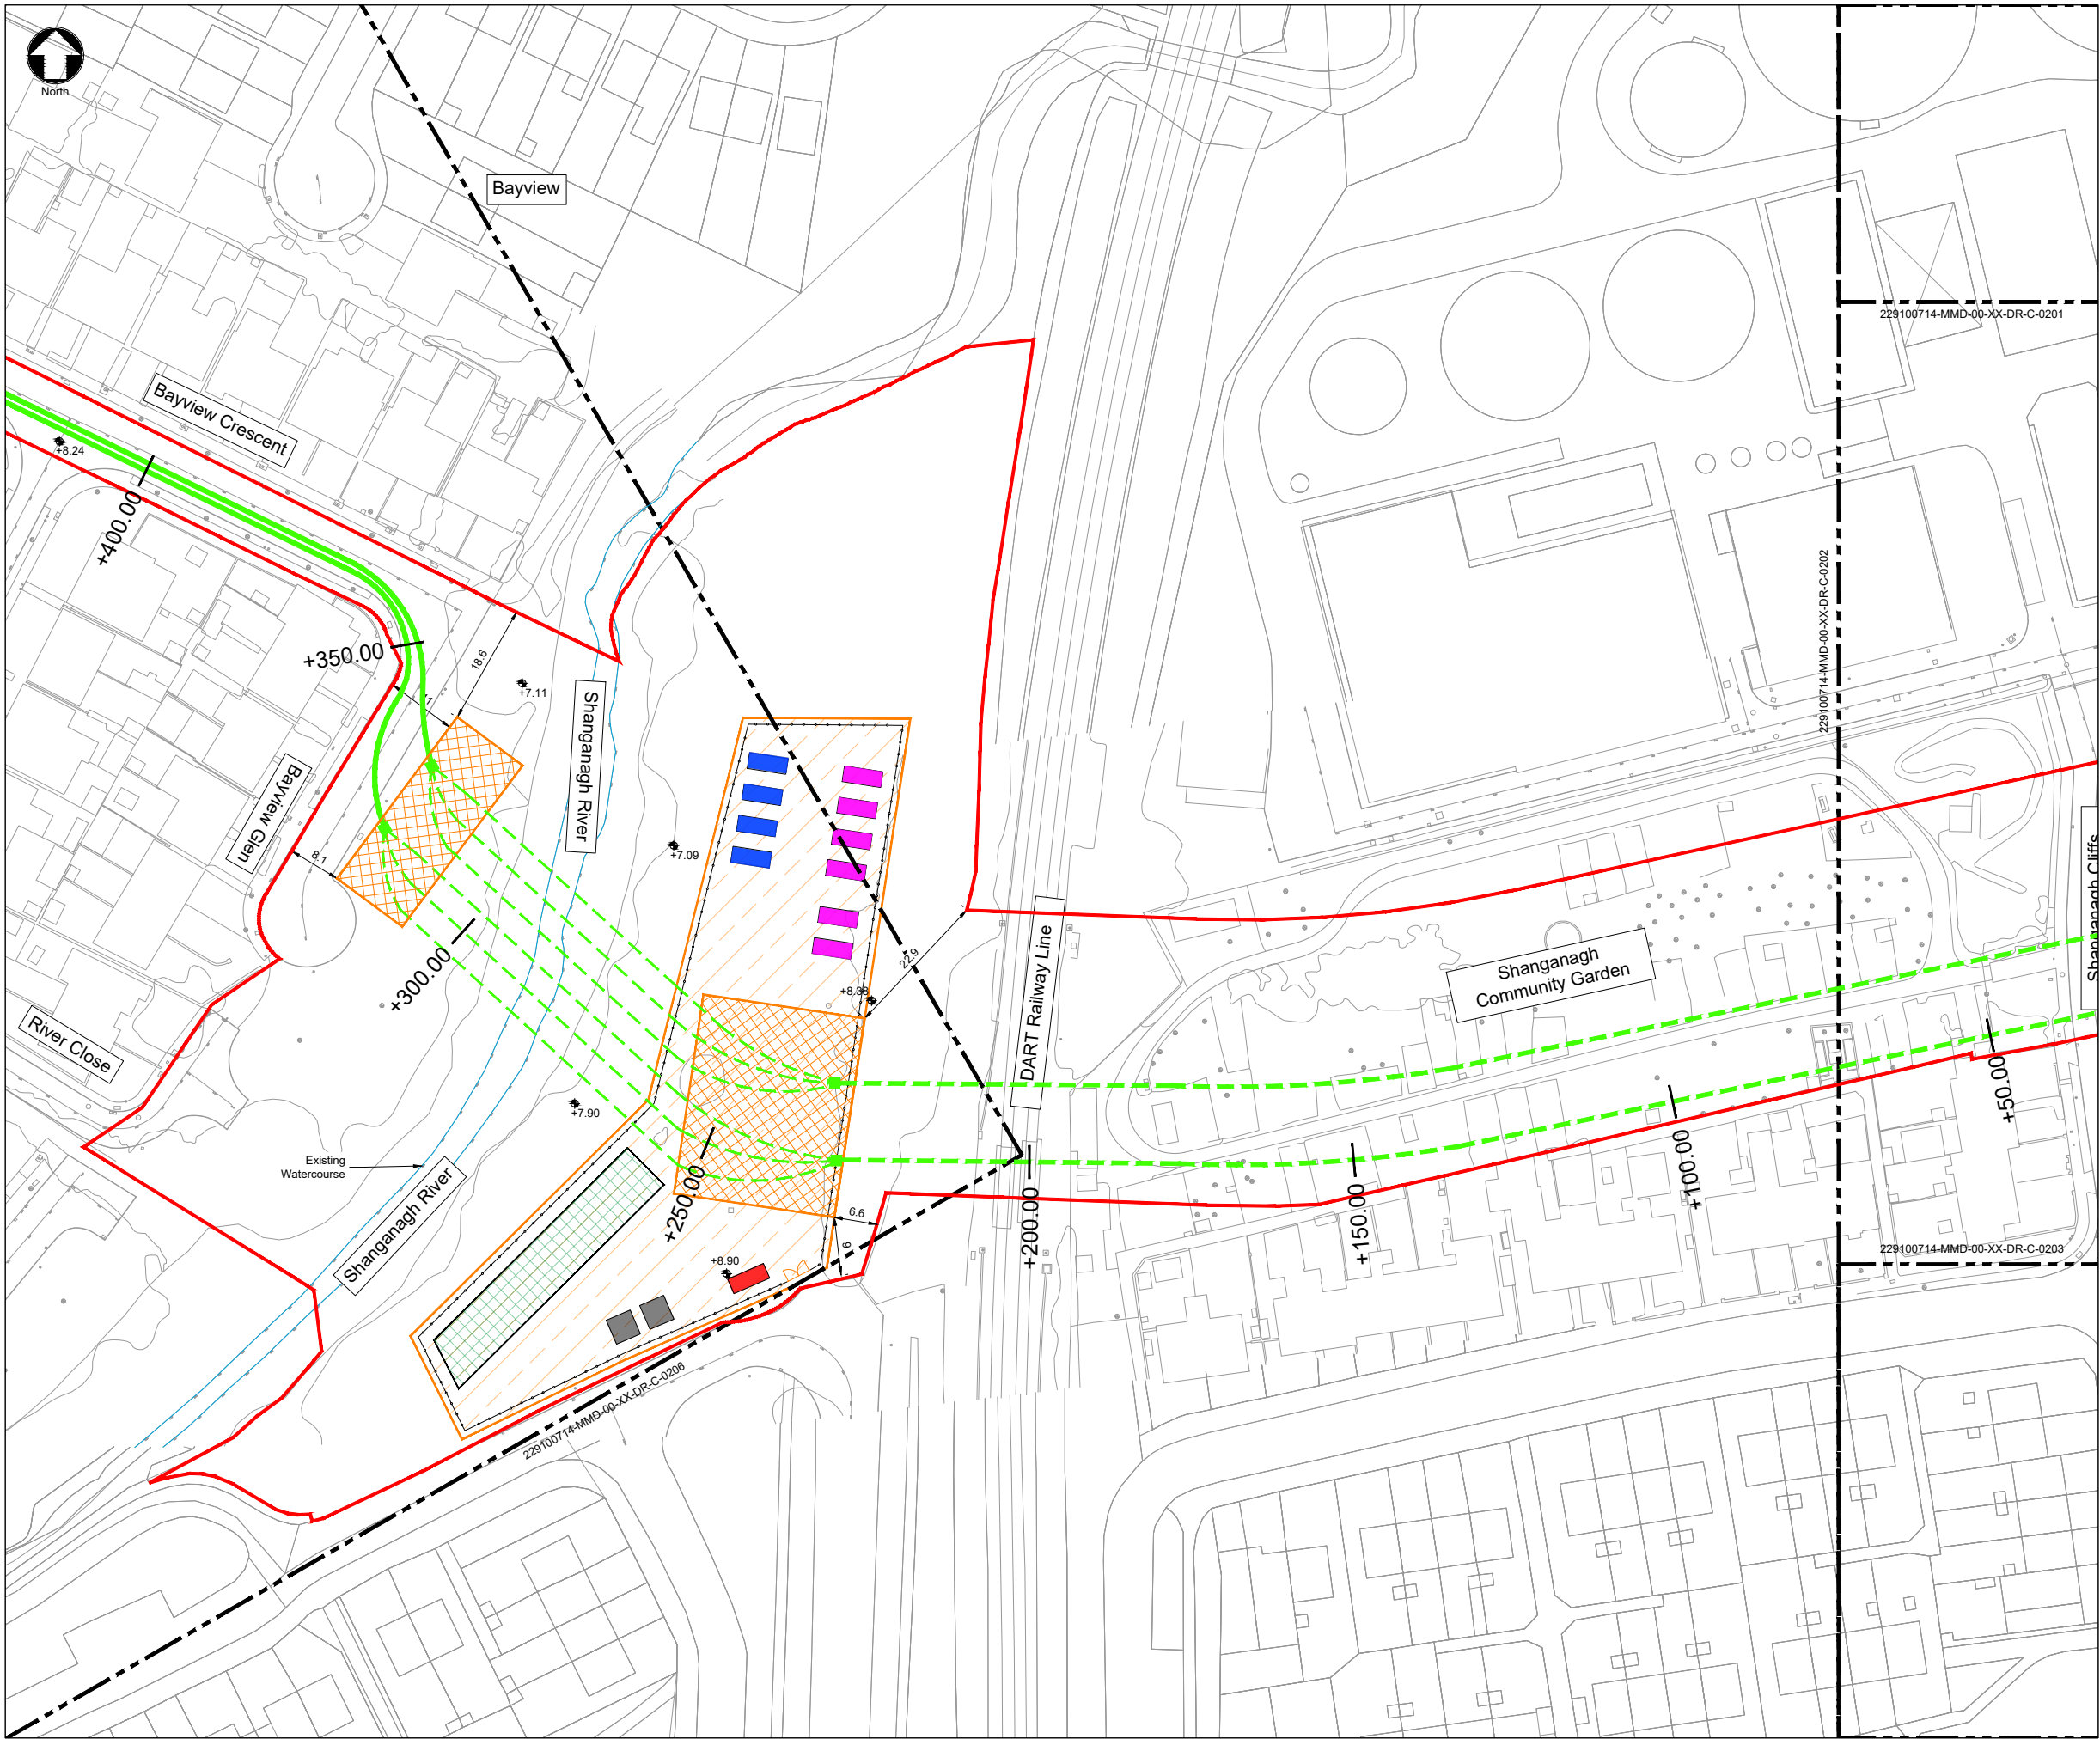 North
Bayview
229100714-MMD-00-XX-DR-C-0201
Bayview Crescent
+8.24
+400.00
229100714-MMD-00-XX-DR-C-0202
+350.00
18.6
+7.11
7.1
Shanganagh River
Bayview Glen
8.1
+7.09
22.9
+8.38
+300.00
DART Railway Line
Shanganagh
Community Garden
Shanganagh Cliffs
River Close
+50.00
+7.90
Existing
Watercourse
Shanganagh River
+250.00
+200.00
+150.00
+100.00
6.6
+8.90
229100714-MMD-00-XX-DR-C-0203
229100714-MMD-00-XX-DR-C-0206